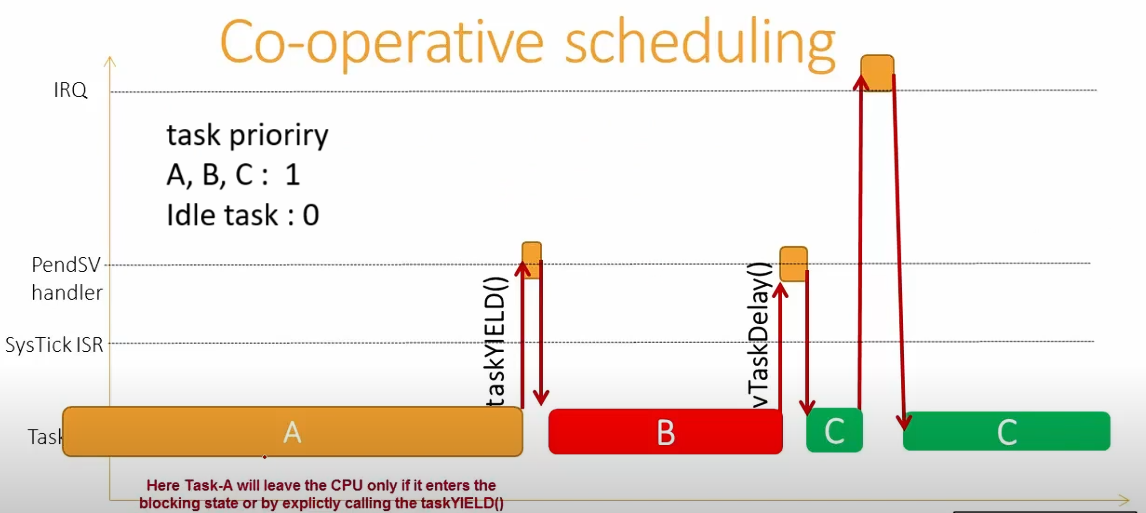 Co-operative scheduling
IRQ
task prioriry
A, B, C : 1
Idle task : 0
PendSV
handler
SysTick ISR
taskYIELD()
vTaskDelay()
Task
A
B
C
C
Here Task-A will leave the CPU only if it enters the
blocking state or by explictly calling the taskYIELD()